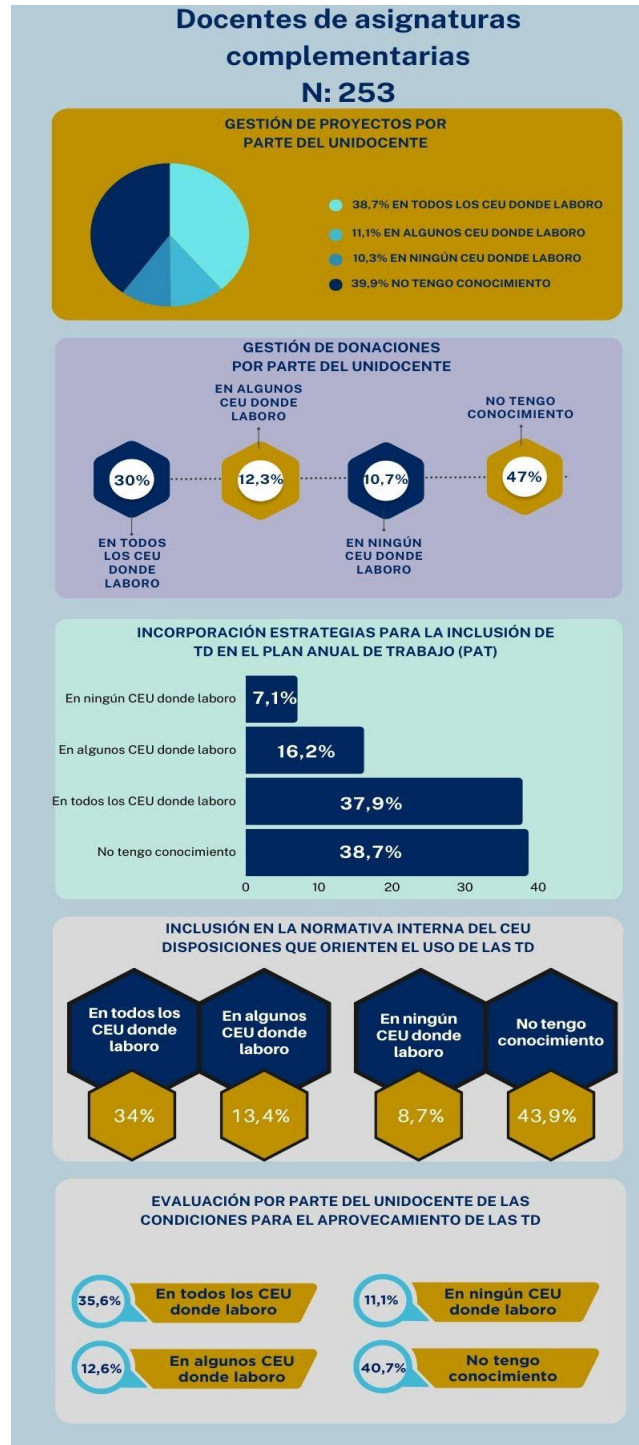 Docentes de asignaturas
complementarias
N: 253
GESTIÓN DE PROYECTOS POR
PARTE DEL UNIDOCENTE
38,7% EN TODOS LOS CEU DONDE LABORO
11,1% EN ALGUNOS CEU DONDE LABORO
10,3% EN NINGÚN CEU DONDE LABORO
39,9% NO TENGO CONOCIMIENTO
GESTIÓN DE DONACIONES
POR PARTE DEL UNIDOCENTE
30%
EN TODOS
LOS CEU
DONDE
LABORO
EN ALGUNOS
CEU DONDE
LABORO
12,3%
10,7%
EN NINGÚN
CEU DONDE
LABORO
NO TENGO
CONOCIMIENTO
47%
INCORPORACIÓN ESTRATEGIAS PARA LA INCLUSIÓN DE
TD EN EL PLAN ANUAL DE TRABAJO (PAT)
En ningún CEU donde laboro 7,1%
En algunos CEU donde laboro 16,2%
En todos los CEU donde laboro 37,9%
No tengo conocimiento 38,7%
0 10 20 30 40
INCLUSIÓN EN LA NORMATIVA INTERNA DEL CEU
DISPOSICIONES QUE ORIENTEN EL USO DE LAS TD
En todos los
CEU donde
laboro
34%
En algunos
CEU donde
laboro
13,4%
En ningún
CEU donde
laboro
8,7%
No tengo
conocimiento
43,9%
EVALUACIÓN POR PARTE DEL UNIDOCENTE DE LAS
CONDICIONES PARA EL APROVECAMIENTO DE LAS TD
35,6%
En todos los CEU
donde laboro
11,1%
En ningún CEU
donde laboro
12,6%
En algunos CEU
donde laboro
40,7%
No tengo
conocimiento